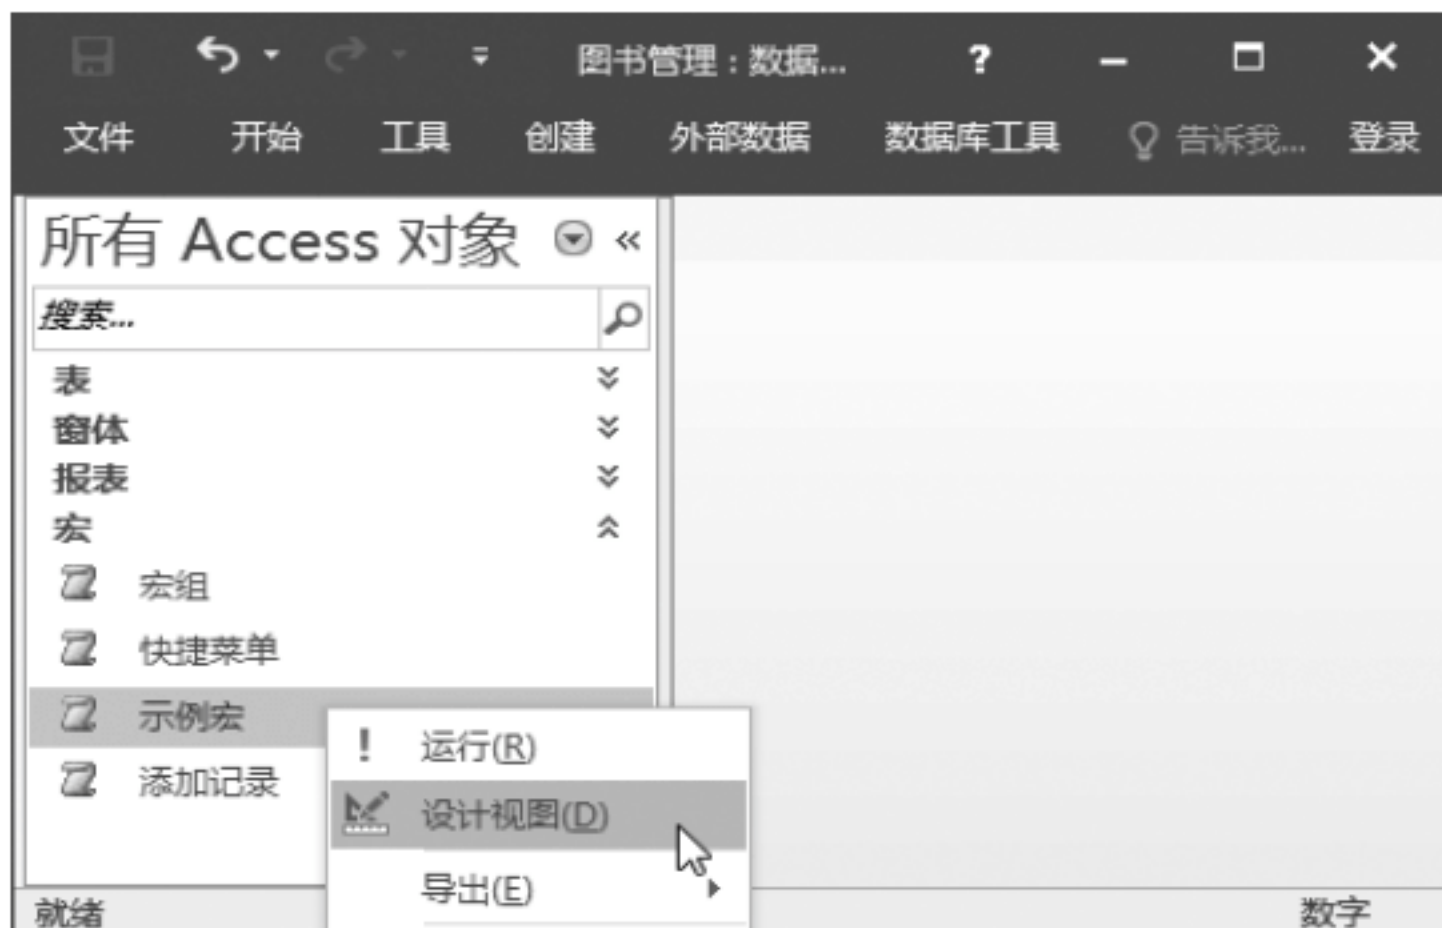 图书管理：数据... ?
文件 开始 工具 创建 外部数据 数据库工具 告诉我... 登录
所有 Access 对象
搜索...
表
窗体
报表
宏
宏组
快捷菜单
示例宏
添加记录
运行(R)
设计视图(D)
导出(E)
就绪 数字